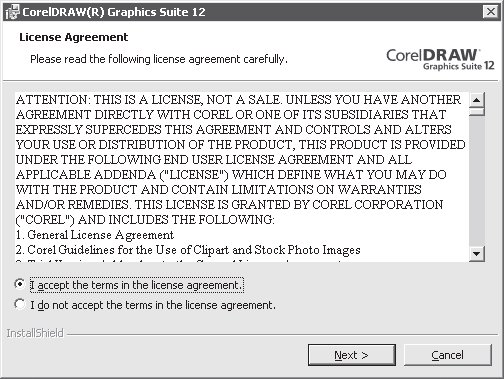 CorelDRAW(R) Graphics Suite 12
License Agreement
Please read the following license agreement carefully.
CorelDRAW
Graphics Suite 12
ATTENTION: THIS IS A LICENSE, NOT A SALE. UNLESS YOU HAVE ANOTHER
AGREEMENT DIRECTLY WITH COREL OR ONE OF ITS SUBSIDIARIES THAT
EXPRESSLY SUPERCEDES THIS AGREEMENT AND CONTROLS AND ALTERS
YOUR USE OR DISTRIBUTION OF THE PRODUCT, THIS PRODUCT IS PROVIDED
UNDER THE FOLLOWING END USER LICENSE AGREEMENT AND ALL
APPLICABLE ADDENDA ("LICENSE") WHICH DEFINE WHAT YOU MAY DO
WITH THE PRODUCT AND CONTAIN LIMITATIONS ON WARRANTIES
AND/OR REMEDIES. THIS LICENSE IS GRANTED BY COREL CORPORATION
("COREL") AND INCLUDES THE FOLLOWING:
1. General License Agreement
2. Corel Guidelines for the Use of Clipart and Stock Photo Images
I accept the terms in the license agreement.
I do not accept the terms in the license agreement.
InstallShield
Next >
Cancel